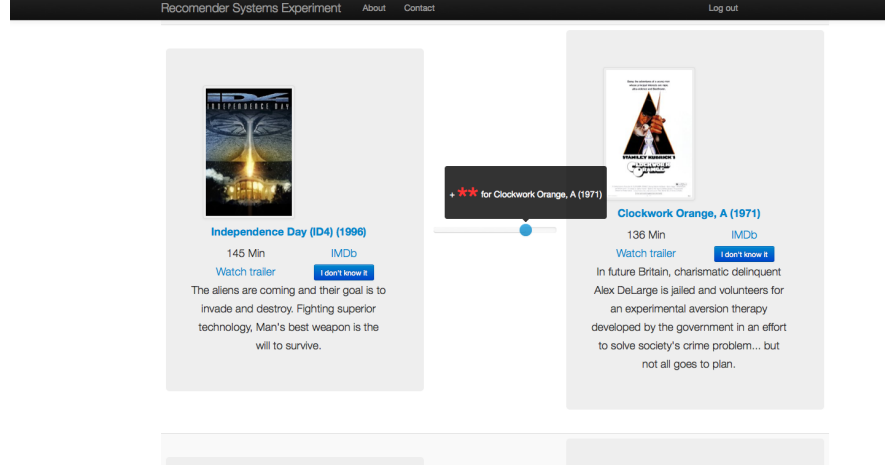 Recomender Systems Experiment About Contact Log out
INDEPENDENCE DAY
Independence Day (ID4) (1996)
145 Min IMDb
Watch trailer I don't know it
The aliens are coming and their goal is to
invade and destroy. Fighting superior
technology, Man's best weapon is the
will to survive.
+ ** for Clockwork Orange, A (1971)
STANLEY KUBRICK'S
Clockwork Orange, A (1971)
136 Min IMDb
Watch trailer I don't know it
In future Britain, charismatic delinquent
Alex DeLarge is jailed and volunteers for
an experimental aversion therapy
developed by the government in an effort
to solve society's crime problem... but
not all goes to plan.